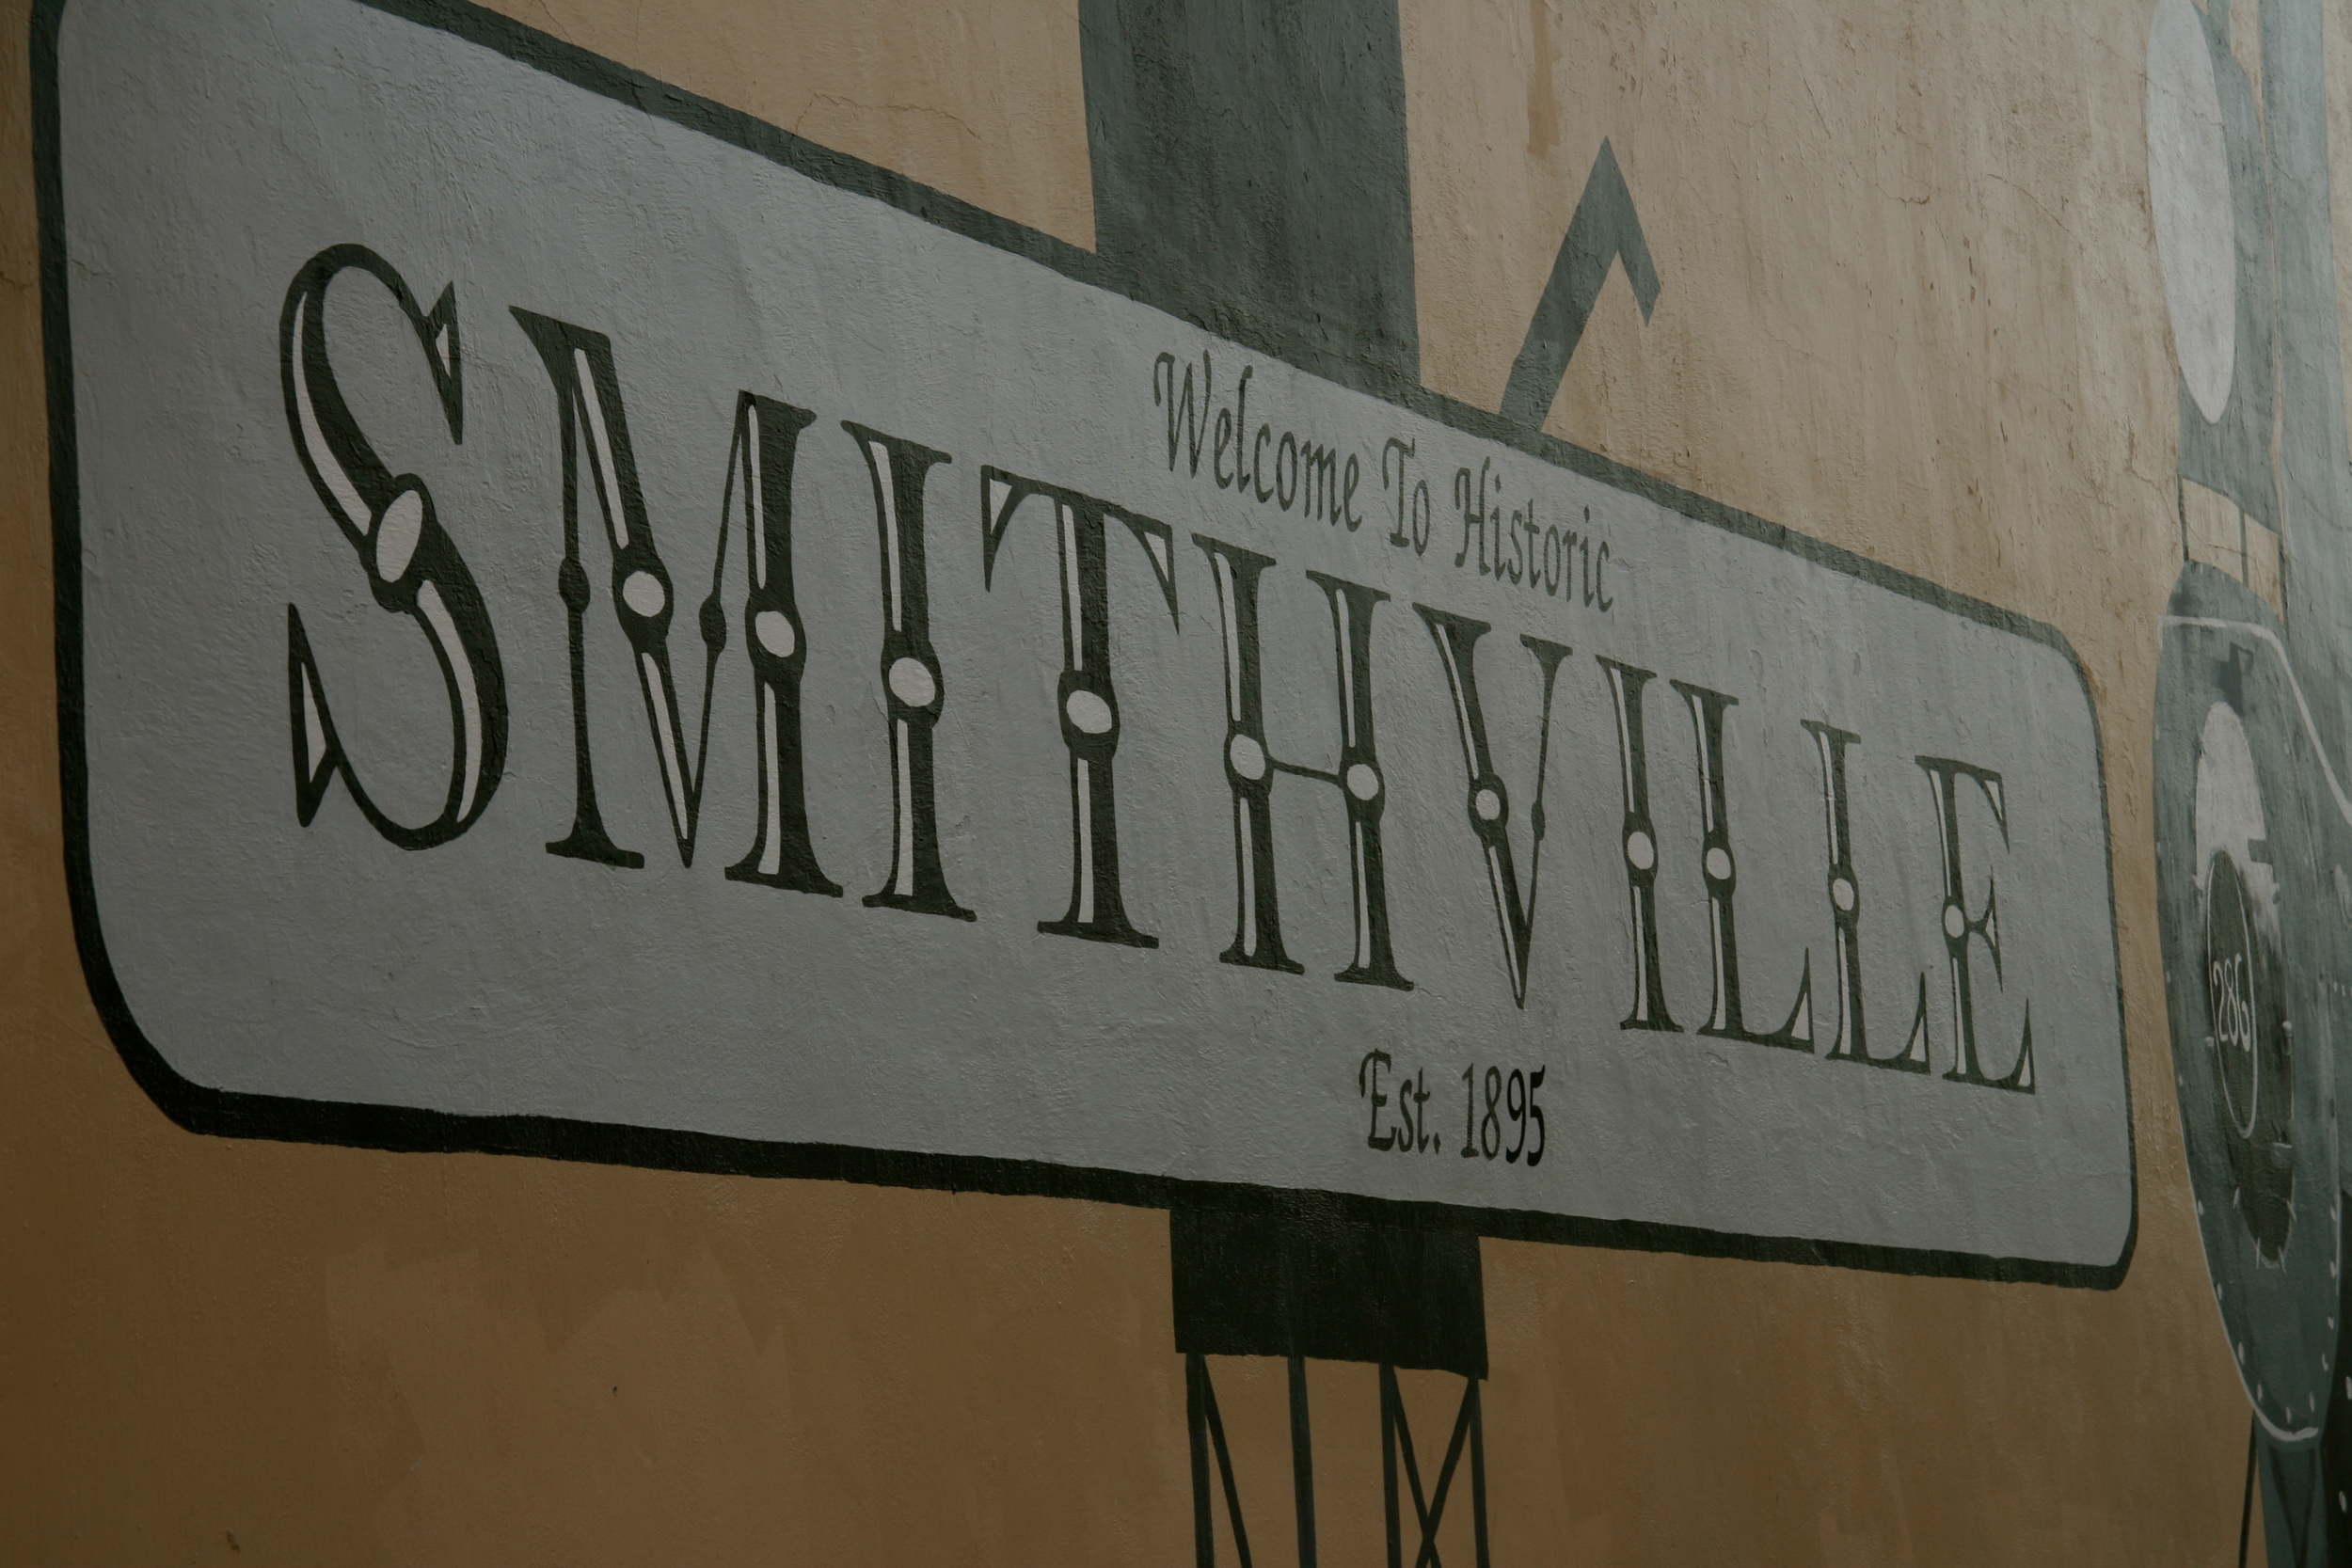 Welcome To Historic
SMITHVILLE
Est. 1895
286